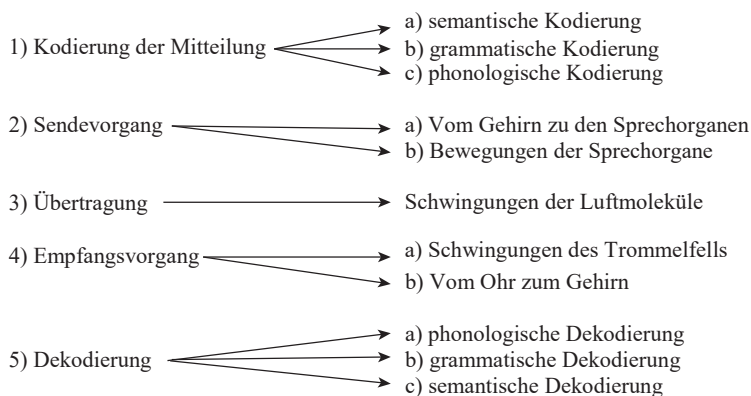 1) Kodierung der Mitteilung
a) semantische Kodierung
b) grammatische Kodierung
c) phonologische Kodierung
2) Sendevorgang
a) Vom Gehirn zu den Sprechorganen
b) Bewegungen der Sprechorgane
3) Übertragung
Schwingungen der Luftmoleküle
4) Empfangsvorgang
a) Schwingungen des Trommelfells
b) Vom Ohr zum Gehirn
5) Dekodierung
a) phonologische Dekodierung
b) grammatische Dekodierung
c) semantische Dekodierung